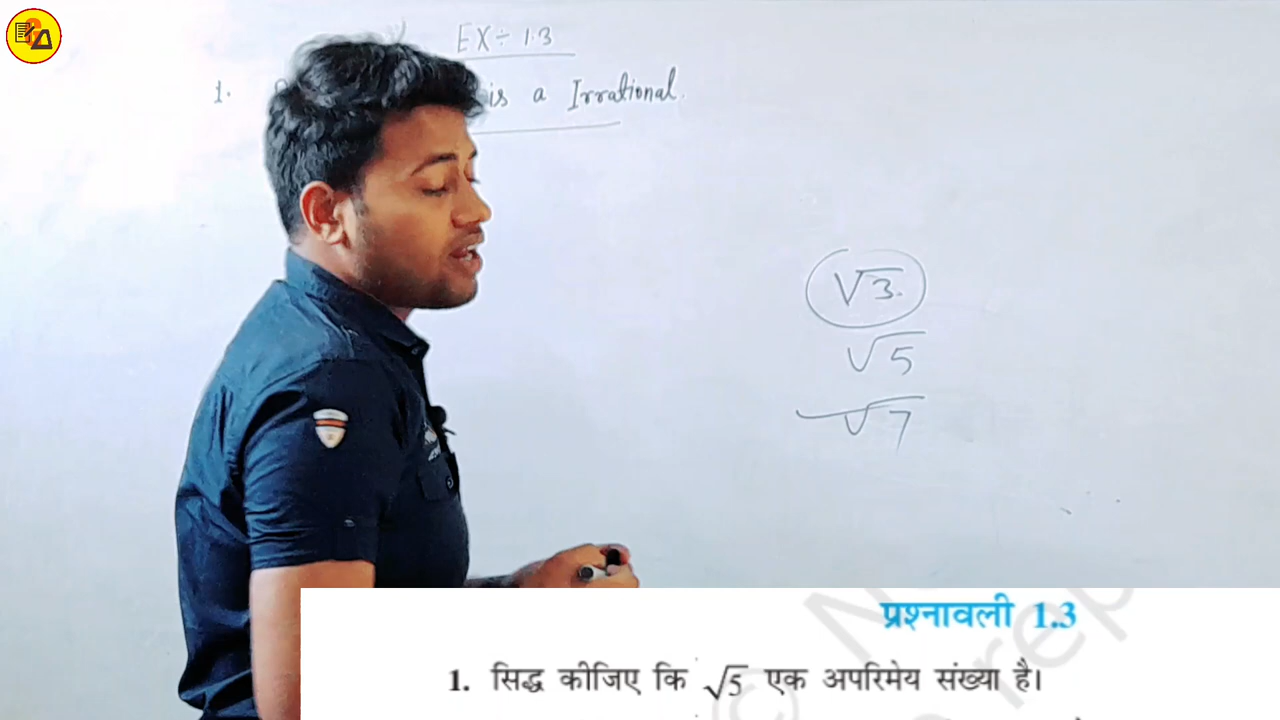 EX÷ 1.3
1. is a Irrational.
√3.
√5
√7
प्रश्नावली 1.3
1. सिद्ध कीजिए कि √5 एक अपरिमेय संख्या है।